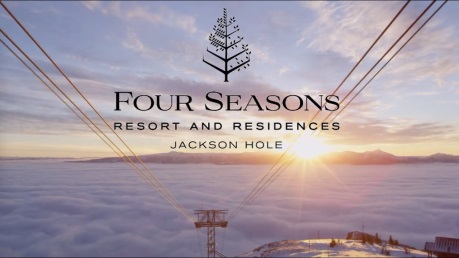 FOUR SEASONS
RESORT AND RESIDENCES
JACKSON HOLE